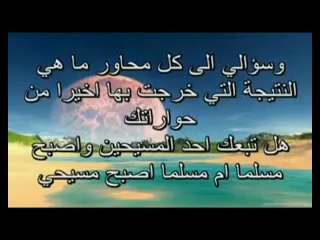 وسؤالي الى كل محاور ما هي
النتيجة التي خرجت بها اخيرا من
حواراتك
هل تبعك احد المسيحين واصبح
مسلما ام مسلما اصبح مسيحي